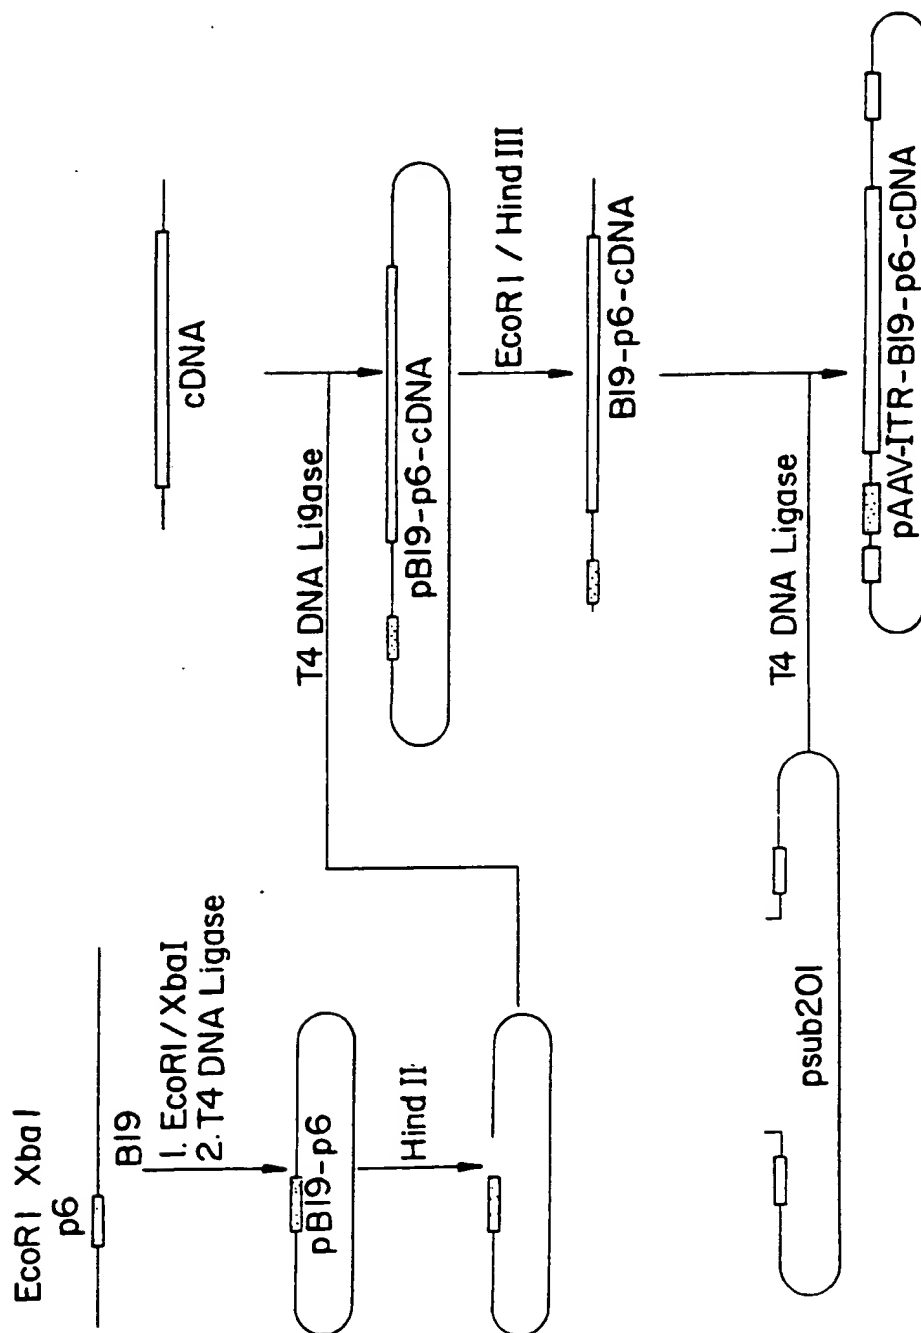 EcoRI XbaI
p6
B19
1. EcoRI/XbaI
2. T4 DNA Ligase
pB19-p6
Hind II
cDNA
T4 DNA Ligase
pB19-p6-cDNA
EcoRI / Hind III
B19-p6-cDNA
psub201
T4 DNA Ligase
pAAV-ITR-B19-p6-cDNA